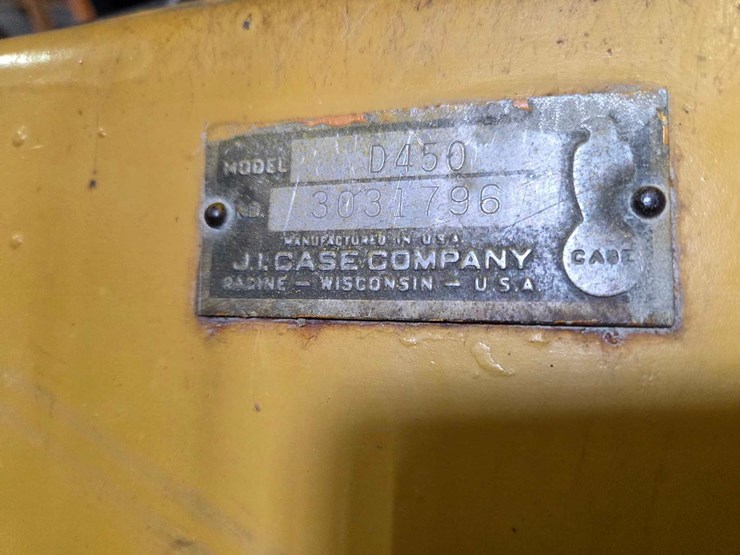 MODEL D450
NO. 3031796
MANUFACTURED IN U.S.A.
J.I. CASE COMPANY
RACINE — WISCONSIN — U.S.A.
CASE